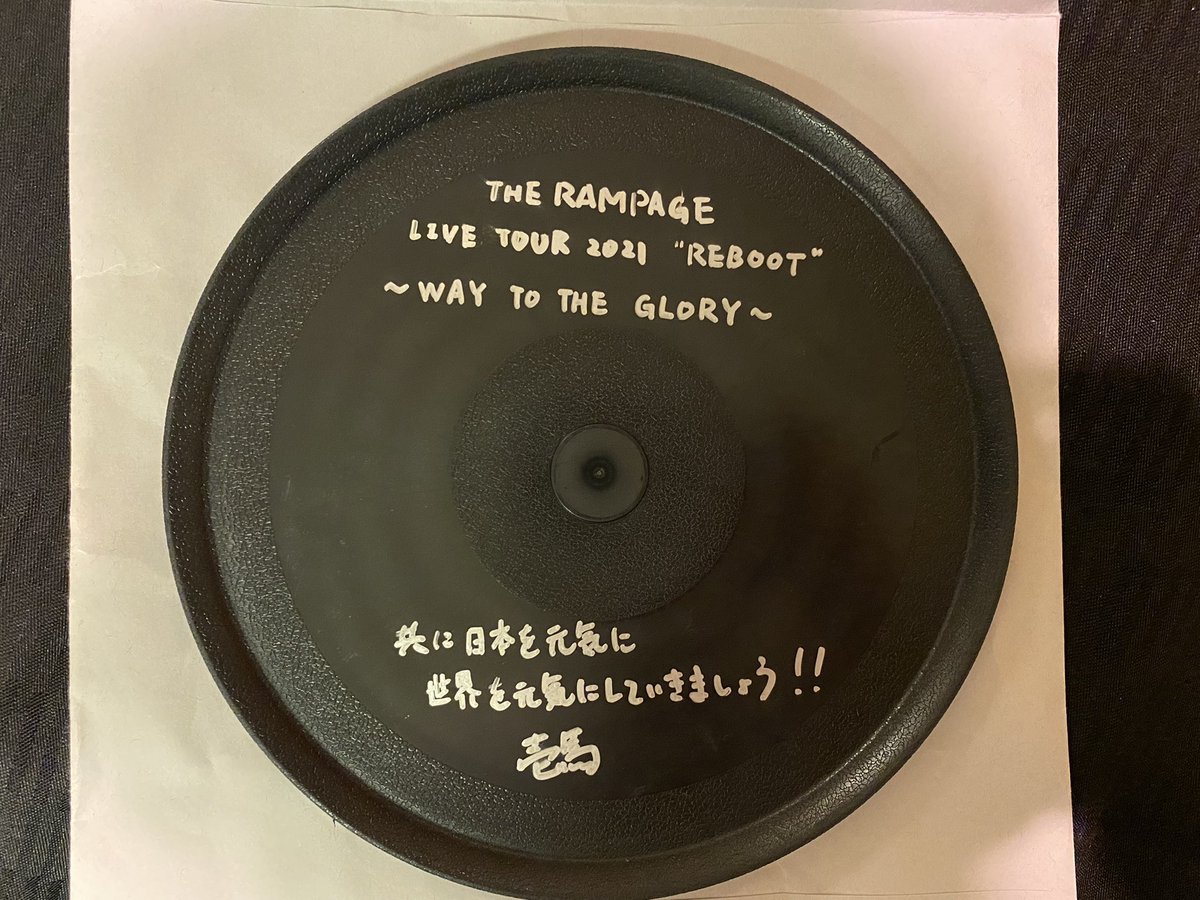 THE RAMPAGE
LIVE TOUR 2021 "REBOOT"
~WAY TO THE GLORY~
共に日本を元気に
世界を元気にしていきましょう!!
壱馬